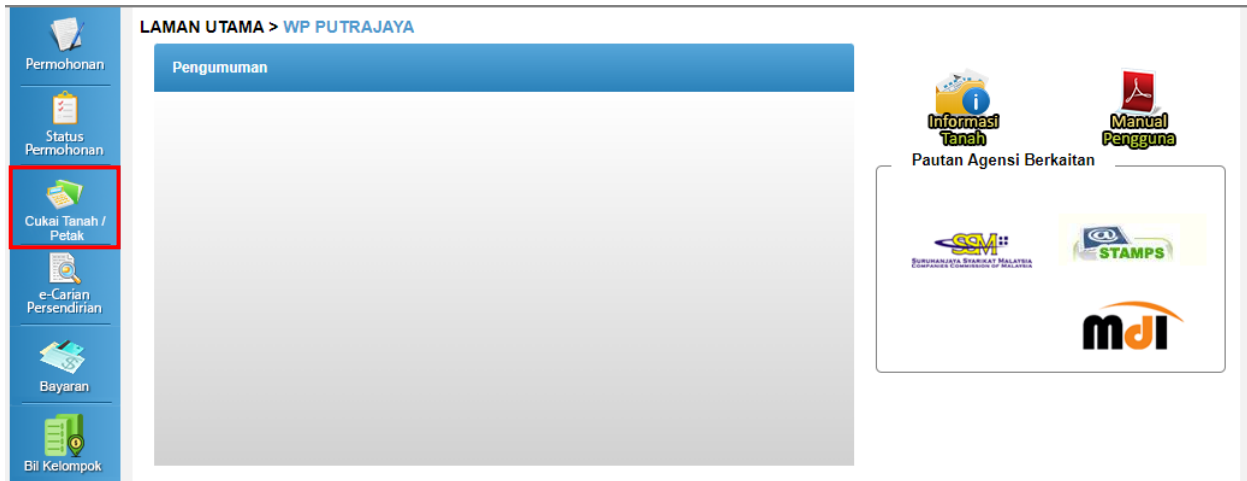 LAMAN UTAMA > WP PUTRAJAYA
Permohonan
Status
Permohonan
Cukai Tanah /
Petak
e-Carian
Persendirian
Bayaran
Bil Kelompok
Pengumuman
Informasi
Tanah
Manual
Pengguna
Pautan Agensi Berkaitan
SSM
SURUHANJAYA SYARIKAT MALAYSIA
COMPANIES COMMISSION OF MALAYSIA
@
STAMPS
mdi